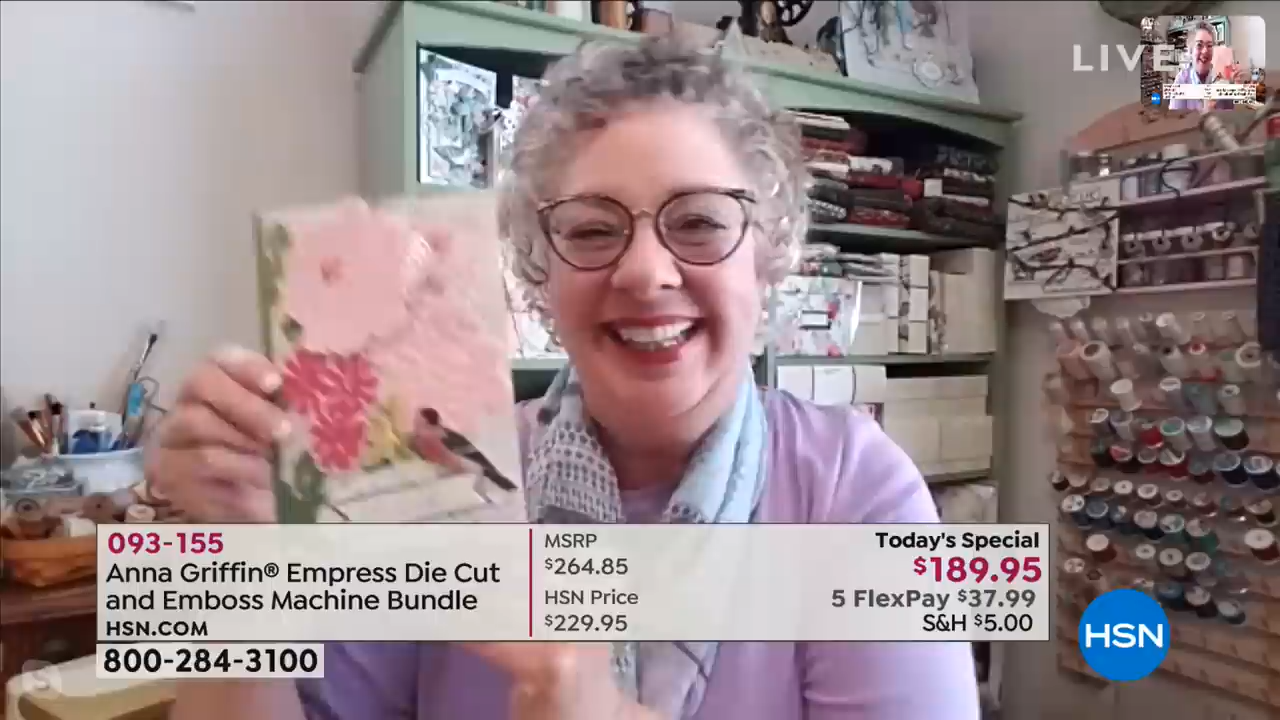 LIVE
093-155
Anna Griffin® Empress Die Cut
and Emboss Machine Bundle
HSN.COM
800-284-3100
MSRP
$264.85
HSN Price
$229.95
Today's Special
$189.95
5 FlexPay $37.99
S&H $5.00
HSN